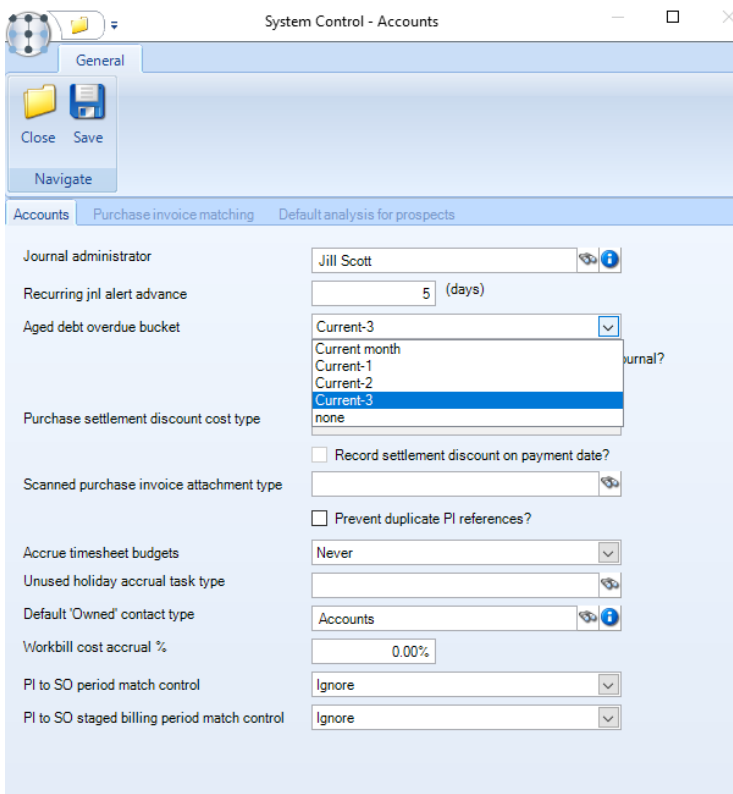 System Control - Accounts
General
Close Save
Navigate
Accounts Purchase invoice matching Default analysis for prospects
Journal administrator Jill Scott
Recurring jnl alert advance 5 (days)
Aged debt overdue bucket Current-3
Current month
Current-1
Current-2
Current-3
none
Purchase settlement discount cost type
Record settlement discount on payment date?
Scanned purchase invoice attachment type
Prevent duplicate PI references?
Accrue timesheet budgets Never
Unused holiday accrual task type
Default 'Owned' contact type Accounts
Workbill cost accrual % 0.00%
PI to SO period match control Ignore
PI to SO staged billing period match control Ignore